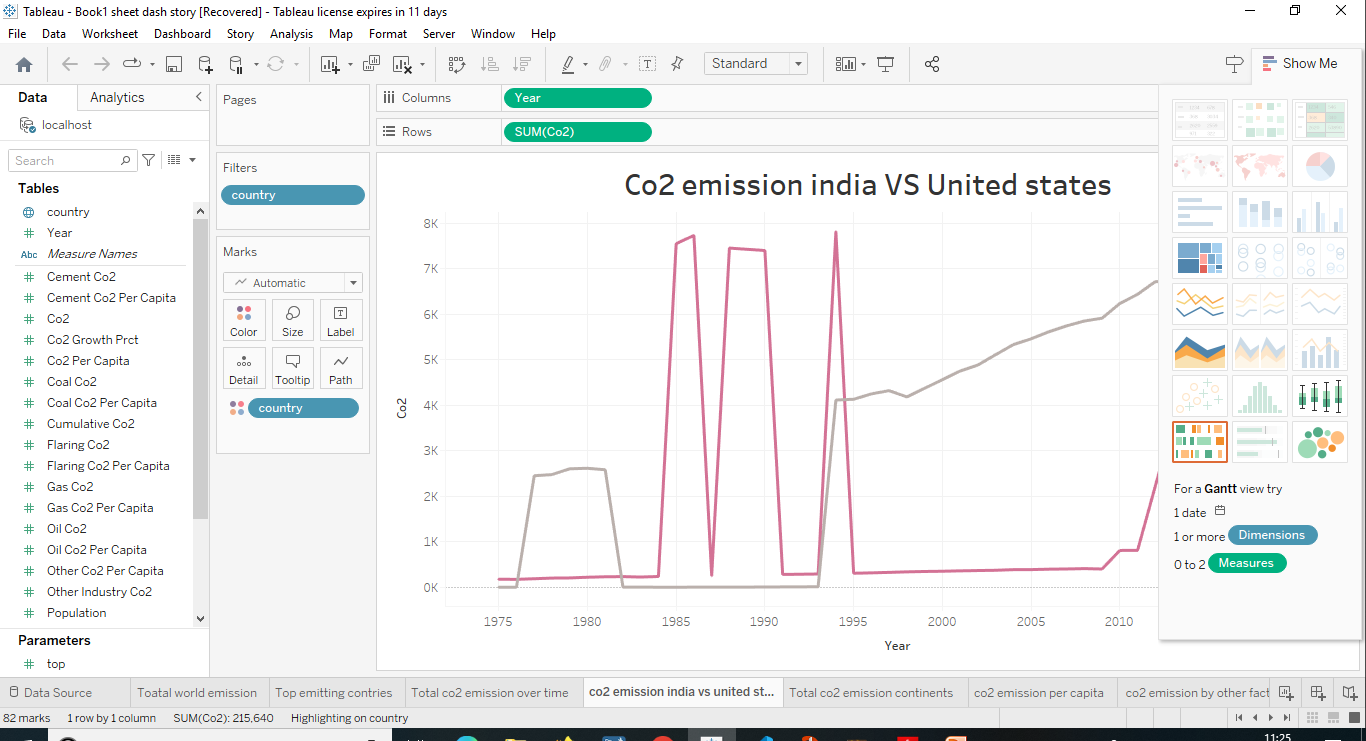 Tableau - Book1 sheet dash story [Recovered] - Tableau license expires in 11 days
File Data Worksheet Dashboard Story Analysis Map Format Server Window Help
Standard
Show Me
Data Analytics
localhost
Search
Tables
country
Year
Abc Measure Names
Cement Co2
Cement Co2 Per Capita
Co2
Co2 Growth Prct
Co2 Per Capita
Coal Co2
Coal Co2 Per Capita
Cumulative Co2
Flaring Co2
Flaring Co2 Per Capita
Gas Co2
Gas Co2 Per Capita
Oil Co2
Oil Co2 Per Capita
Other Co2 Per Capita
Other Industry Co2
Population
Parameters
top
Pages
Filters
country
Marks
Automatic
Color Size Label
Detail Tooltip Path
country
Columns Year
Rows SUM(Co2)
Co2 emission india VS United states
8K
7K
6K
5K
4K
3K
2K
1K
0K
Co2
1975 1980 1985 1990 1995 2000 2005 2010
Year
For a Gantt view try
1 date
1 or more Dimensions
0 to 2 Measures
Data Source Toatal world emission Top emitting contries Total co2 emission over time co2 emission india vs united st... Total co2 emission continents co2 emission per capita co2 emission by other fact
82 marks 1 row by 1 column SUM(Co2): 215,640 Highlighting on country
11:25